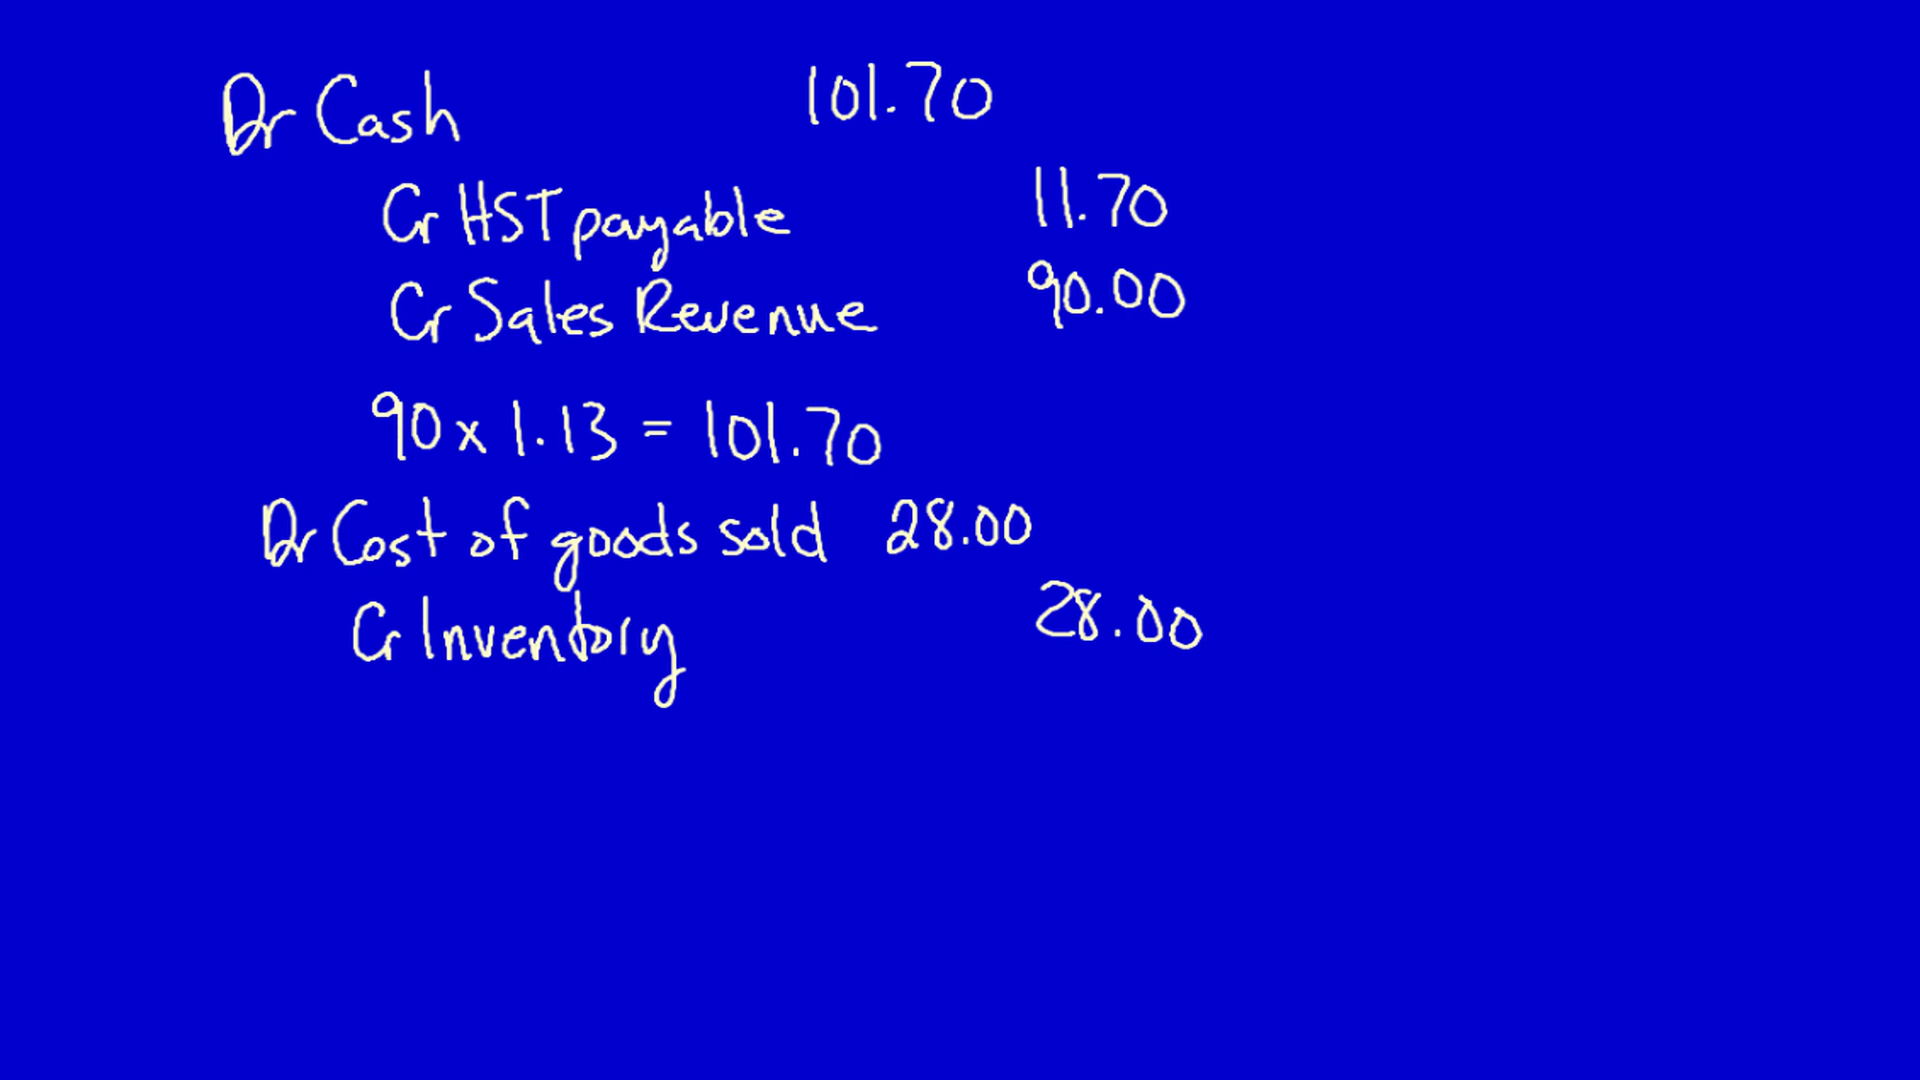 Dr Cash 101.70
Cr HST payable 11.70
Cr Sales Revenue 90.00
90 x 1.13 = 101.70
Dr Cost of goods sold 28.00
Cr Inventory 28.00